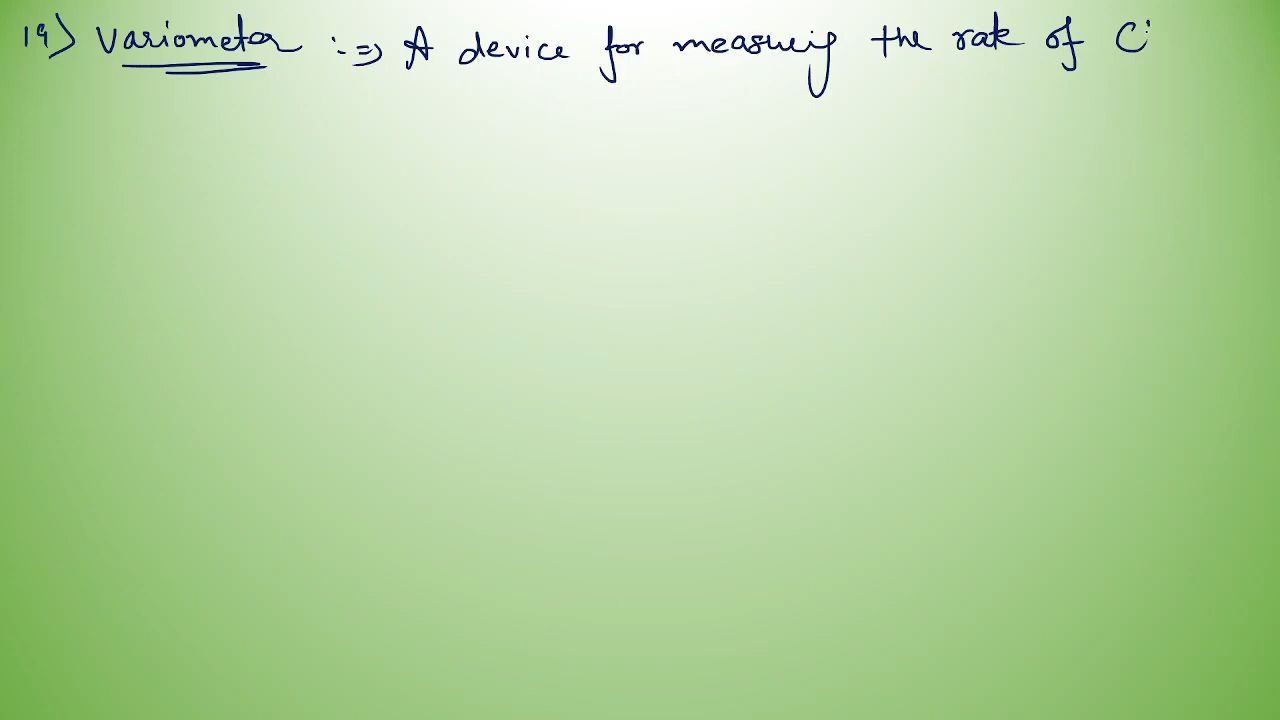 19) Variometer :-=> A device for measuring the rate of C